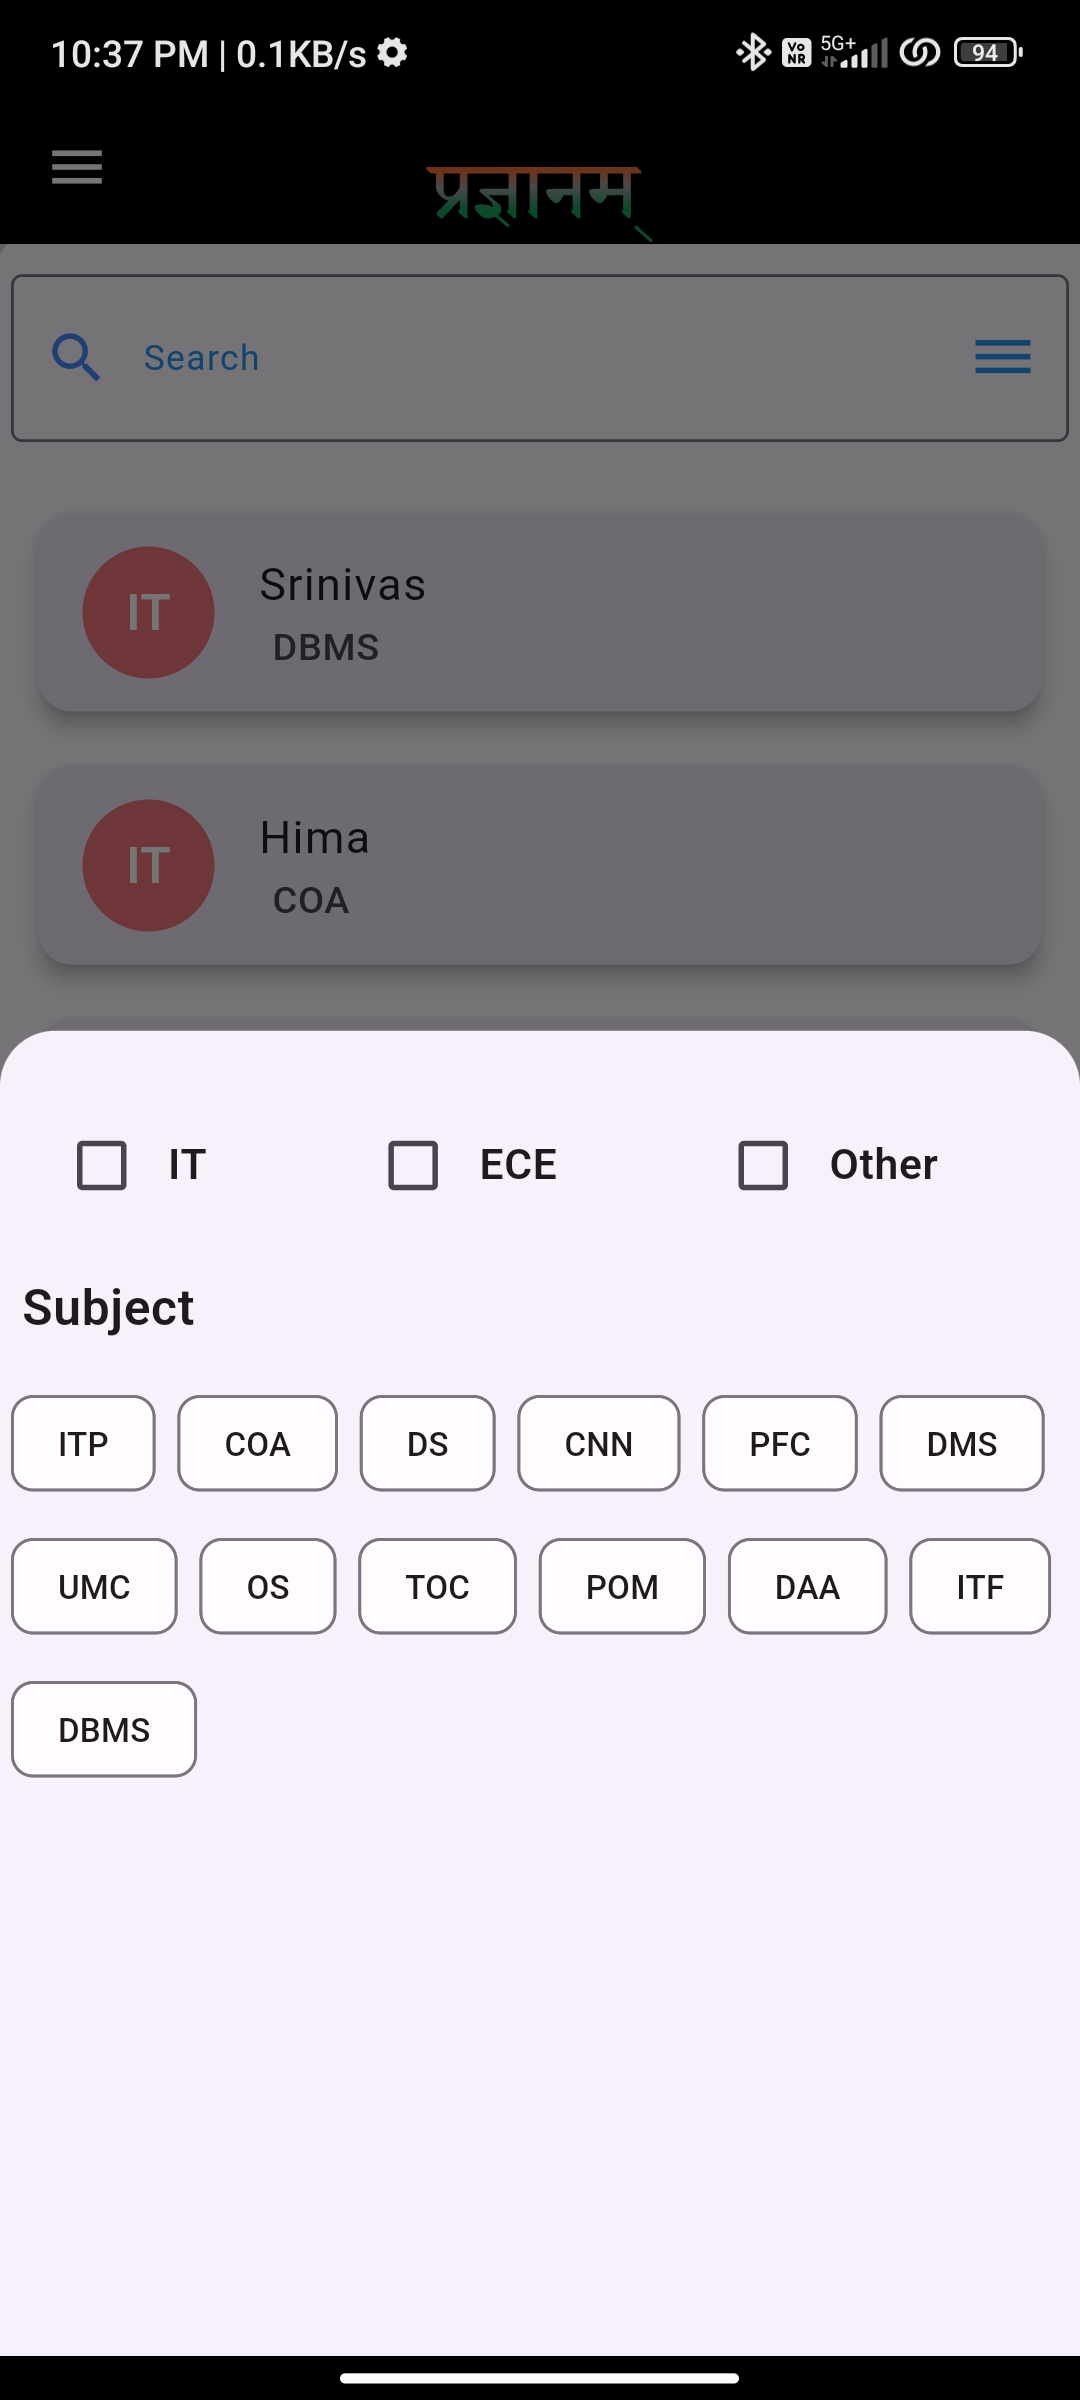 10:37 PM | 0.1KB/s
Vo NR 5G+ 94
प्रज्ञानम्
Search
IT Srinivas
DBMS
IT Hima
COA
IT ECE Other
Subject
ITP COA DS CNN PFC DMS
UMC OS TOC POM DAA ITF
DBMS